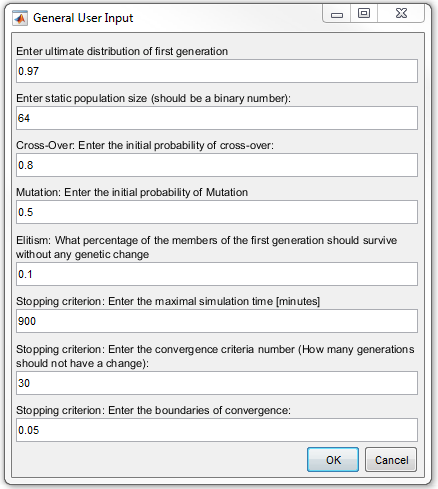 General User Input
Enter ultimate distribution of first generation
0.97
Enter static population size (should be a binary number):
64
Cross-Over: Enter the initial probability of cross-over:
0.8
Mutation: Enter the initial probability of Mutation
0.5
Elitism: What percentage of the members of the first generation should survive
without any genetic change
0.1
Stopping criterion: Enter the maximal simulation time [minutes]
900
Stopping criterion: Enter the convergence criteria number (How many generations
should not have a change):
30
Stopping criterion: Enter the boundaries of convergence:
0.05
OK Cancel